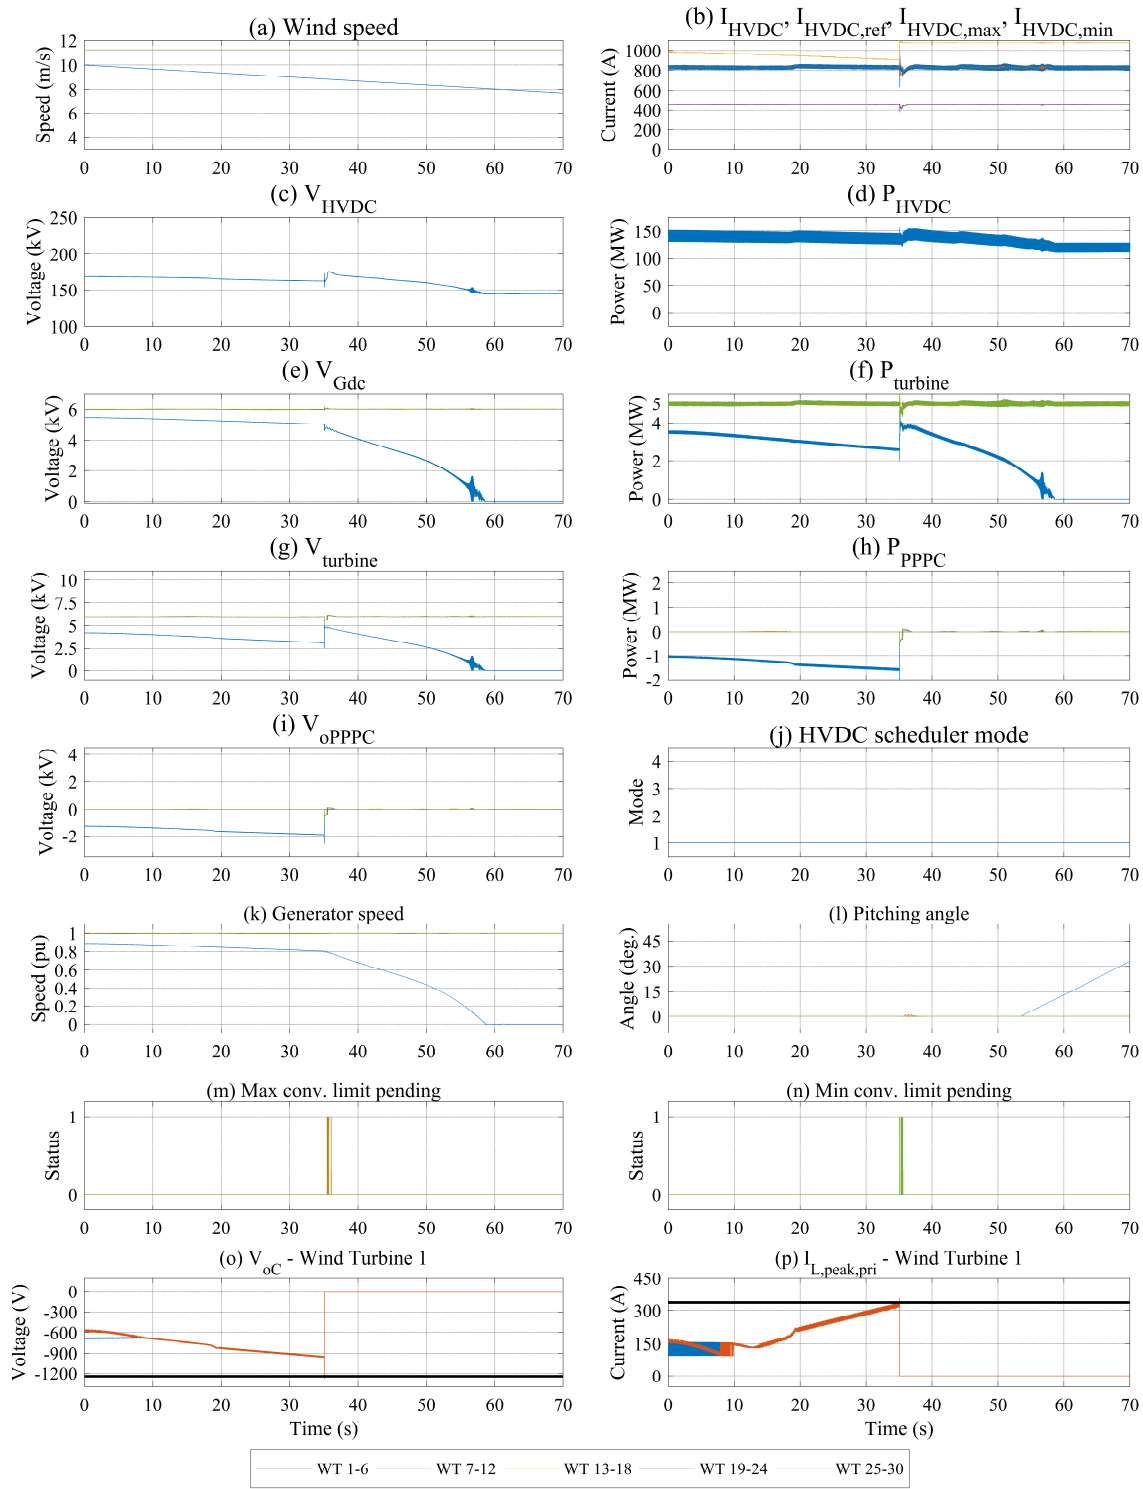 (a) Wind speed
Speed (m/s)
12
10
8
6
4
0 10 20 30 40 50 60 70
(b) I_HVDC, I_HVDC,ref, I_HVDC,max, I_HVDC,min
Current (A)
1000
800
600
400
200
0
0 10 20 30 40 50 60 70
(c) V_HVDC
Voltage (kV)
250
200
150
100
0 10 20 30 40 50 60 70
(d) P_HVDC
Power (MW)
150
100
50
0
0 10 20 30 40 50 60 70
(e) V_Gdc
Voltage (kV)
6
4
2
0
0 10 20 30 40 50 60 70
(f) P_turbine
Power (MW)
5
4
2
0
0 10 20 30 40 50 60 70
(g) V_turbine
Voltage (kV)
10
7.5
5
2.5
0
0 10 20 30 40 50 60 70
(h) P_PPPC
Power (MW)
2
1
0
-1
-2
0 10 20 30 40 50 60 70
(i) V_oPPPC
Voltage (kV)
4
2
0
-2
0 10 20 30 40 50 60 70
(j) HVDC scheduler mode
Mode
4
3
2
1
0 10 20 30 40 50 60 70
(k) Generator speed
Speed (pu)
1
0.8
0.6
0.4
0.2
0
0 10 20 30 40 50 60 70
(l) Pitching angle
Angle (deg.)
45
30
15
0
0 10 20 30 40 50 60 70
(m) Max conv. limit pending
Status
1
0
0 10 20 30 40 50 60 70
(n) Min conv. limit pending
Status
1
0
0 10 20 30 40 50 60 70
(o) V_oC - Wind Turbine 1
Voltage (V)
0
-300
-600
-900
-1200
0 10 20 30 40 50 60 70
Time (s)
(p) I_L,peak,pri - Wind Turbine 1
Current (A)
450
300
150
0
0 10 20 30 40 50 60 70
Time (s)
WT 1-6 WT 7-12 WT 13-18 WT 19-24 WT 25-30